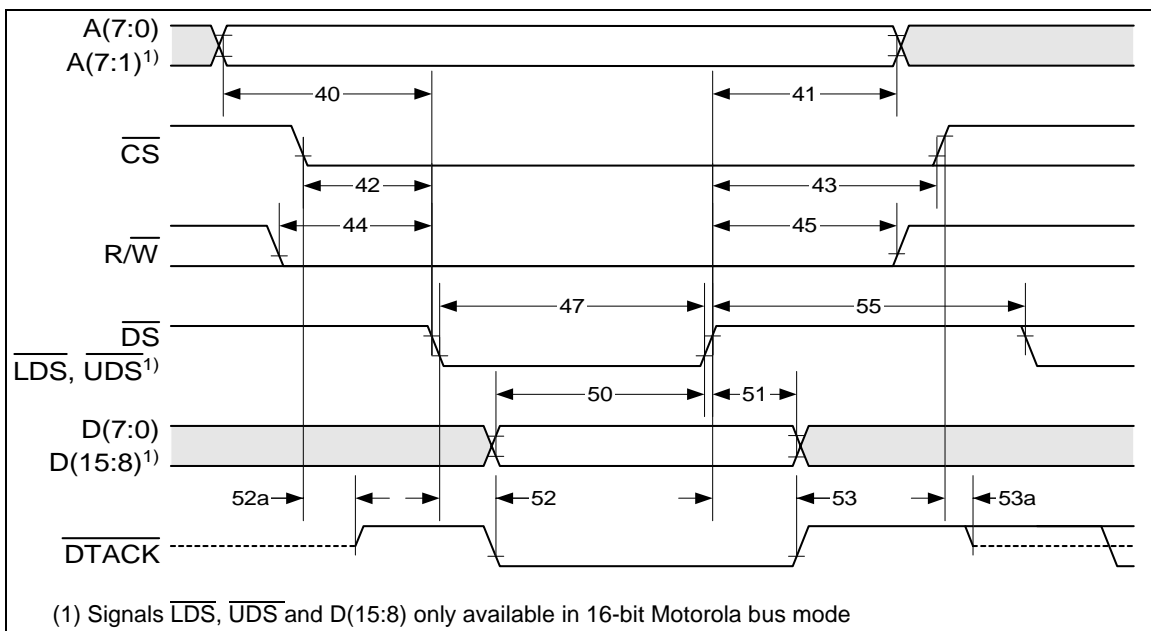 A(7:0)
A(7:1)1)
40
41
CS
42
43
44
45
R/W
47
55
DS
LDS, UDS1)
50
51
D(7:0)
D(15:8)1)
52a
52
53
53a
DTACK
(1) Signals LDS, UDS and D(15:8) only available in 16-bit Motorola bus mode